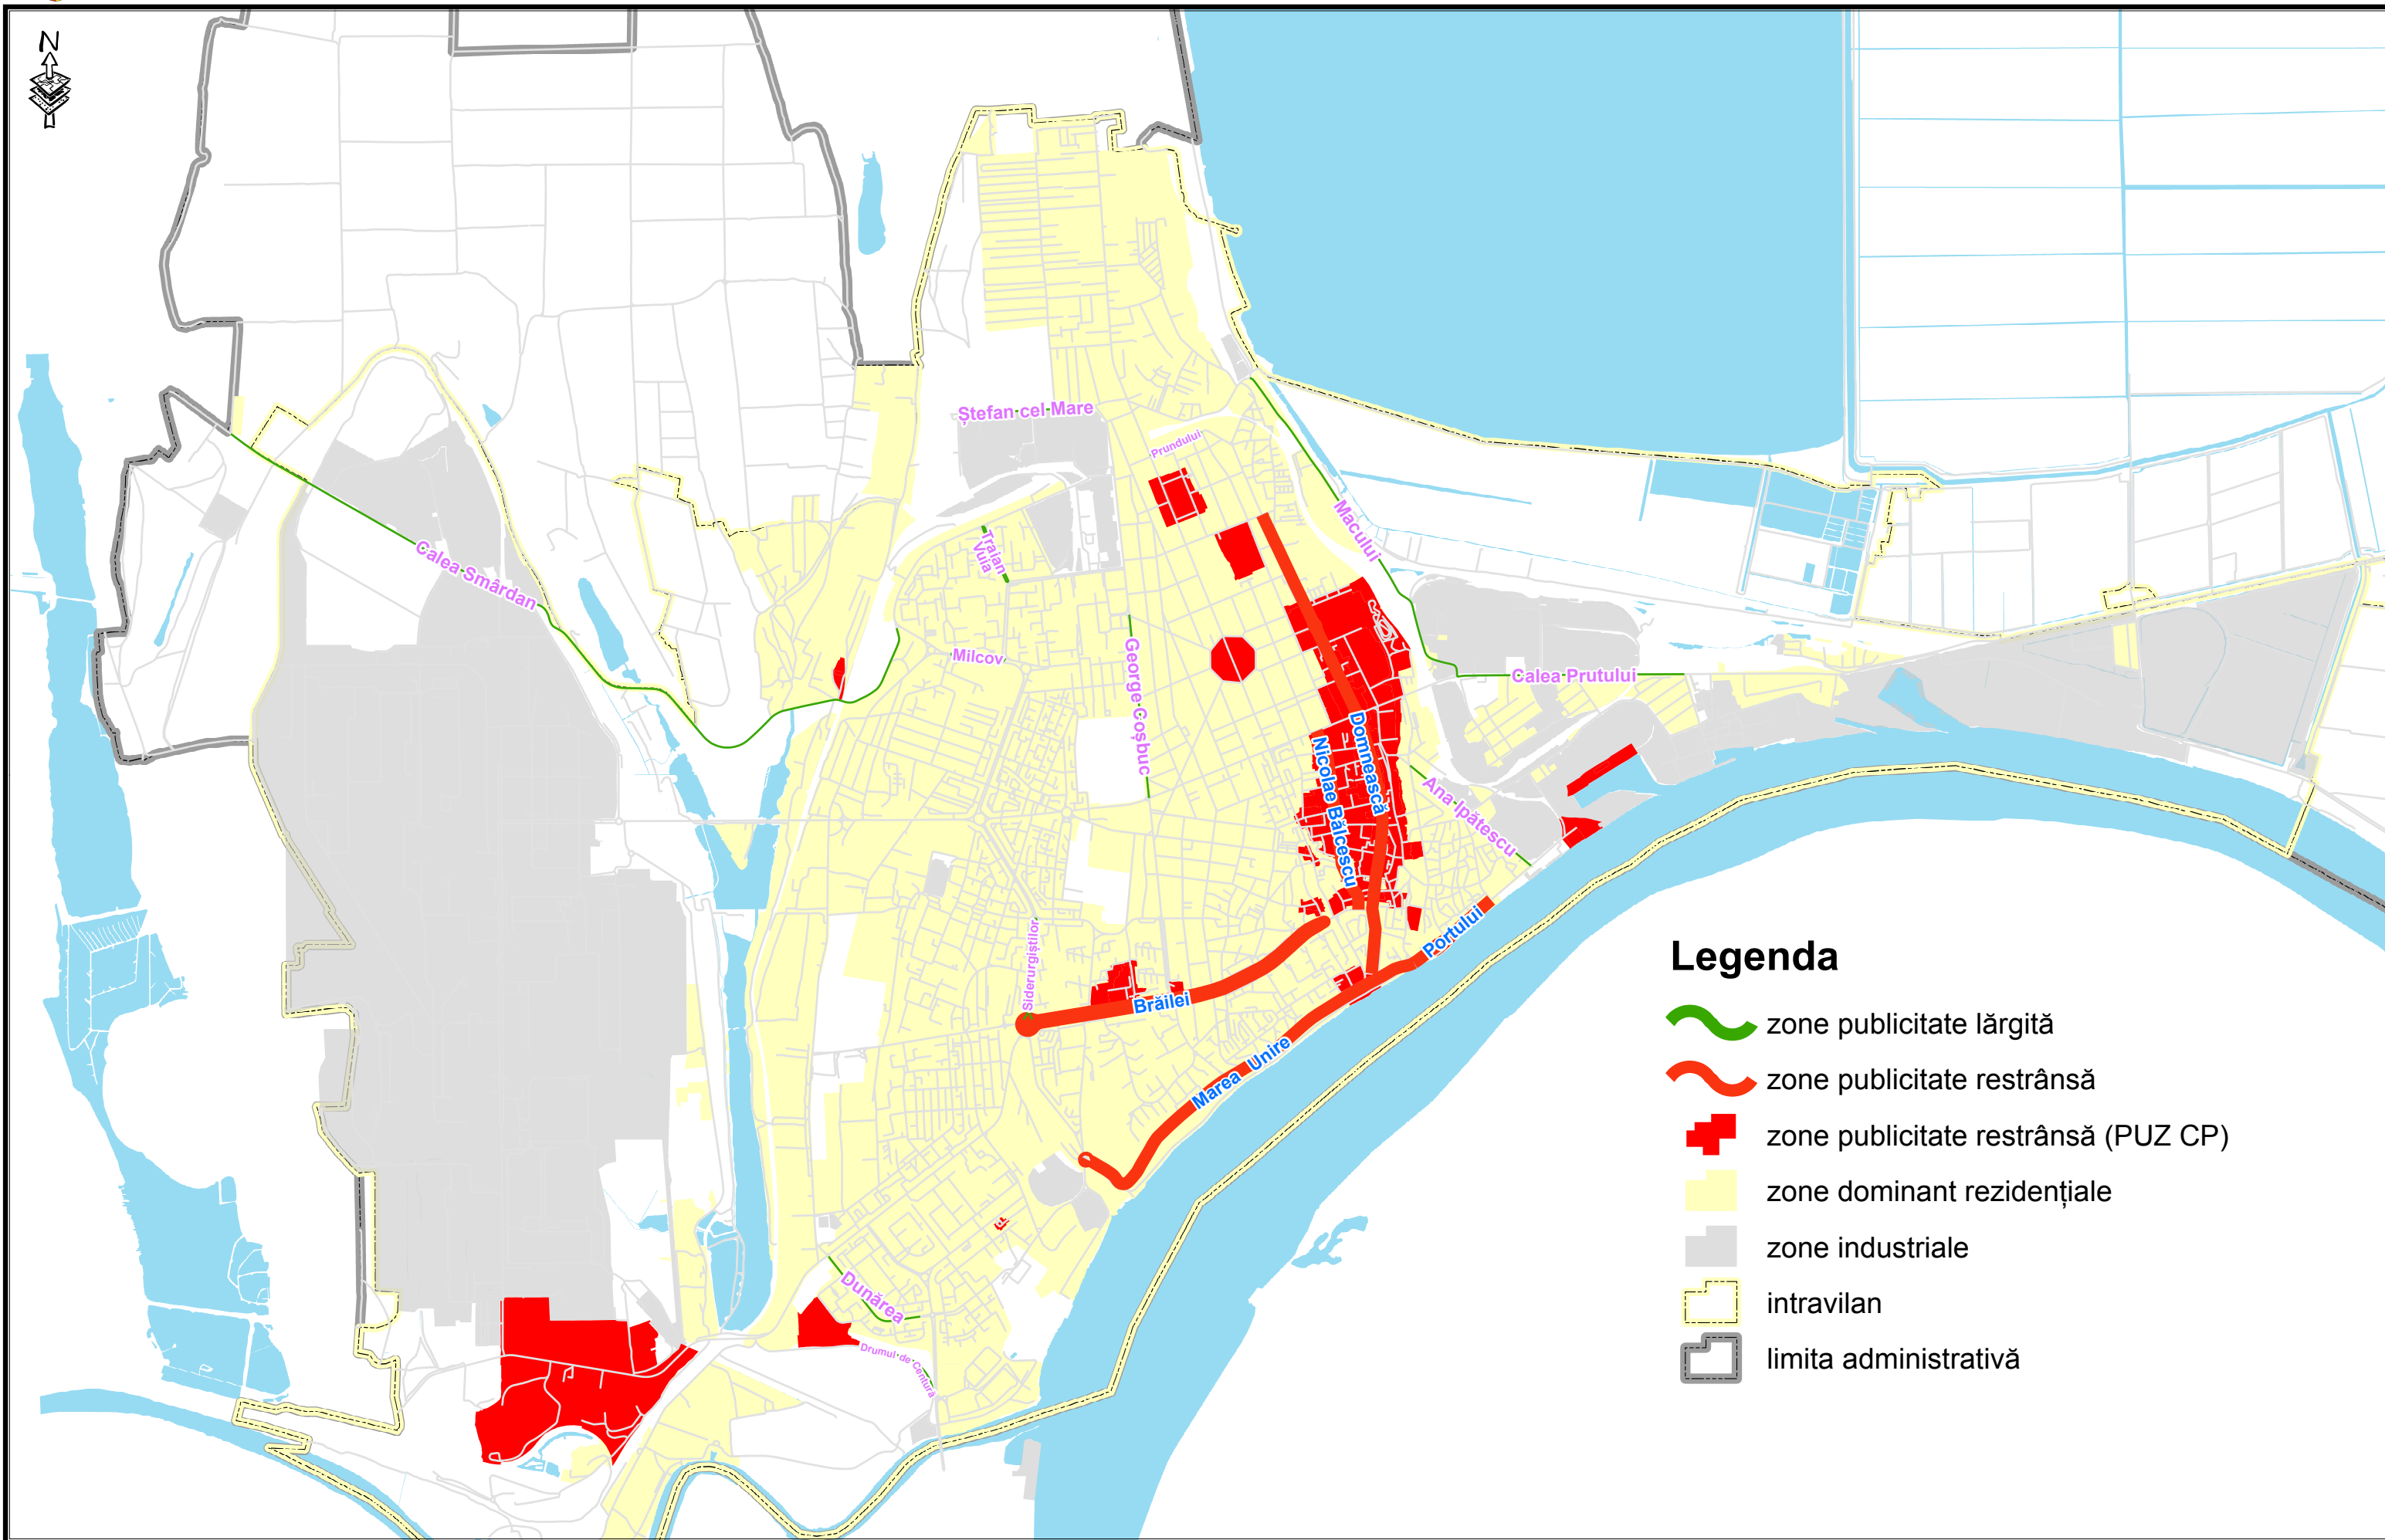 N
Ștefan cel Mare
Prundului
Macului
Calea Smârdan
Traian
Vuia
Milcov
George Coșbuc
Calea Prutului
Domnească
Nicolae Bălcescu
Ana Ipătescu
Siderurgiștilor
Portului
Brăilei
Marea Unire
Dunărea
Drumul de Centură
Legenda
zone publicitate lărgită
zone publicitate restrânsă
zone publicitate restrânsă (PUZ CP)
zone dominant rezidențiale
zone industriale
intravilan
limita administrativă